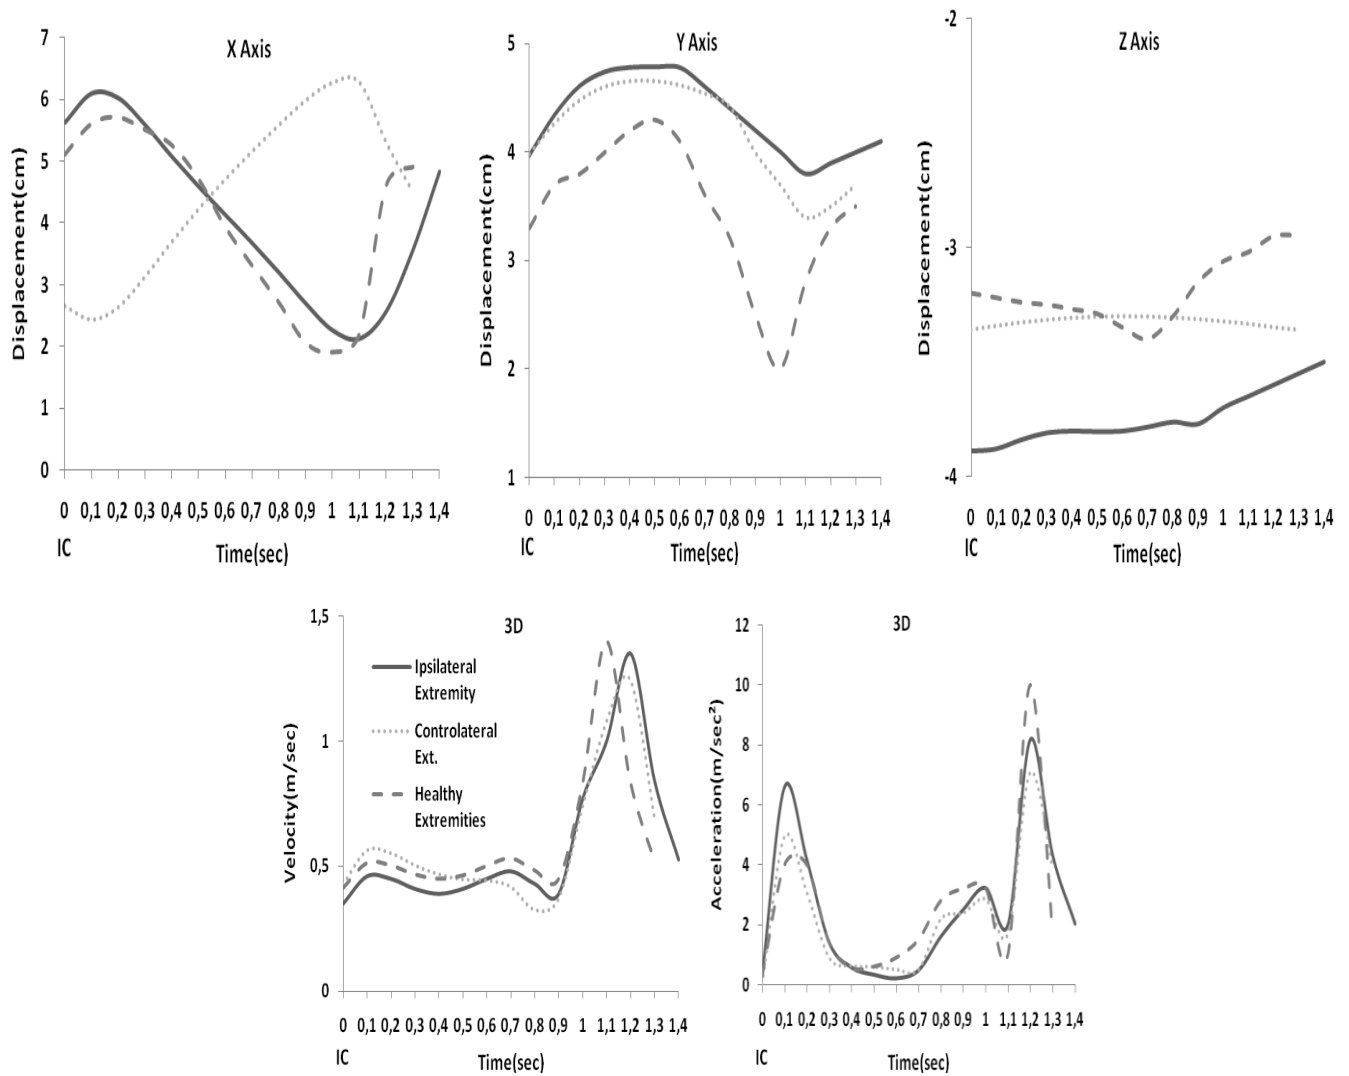 X Axis
7
6
5
4
3
2
1
0
Displacement(cm)
0 0,1 0,2 0,3 0,4 0,5 0,6 0,7 0,8 0,9 1 1,1 1,2 1,3 1,4
IC Time(sec)
Y Axis
5
4
3
2
1
Displacement(cm)
0 0,1 0,2 0,3 0,4 0,5 0,6 0,7 0,8 0,9 1 1,1 1,2 1,3 1,4
IC Time(sec)
Z Axis
-2
-3
-4
Displacement(cm)
0 0,1 0,2 0,3 0,4 0,5 0,6 0,7 0,8 0,9 1 1,1 1,2 1,3 1,4
IC Time(sec)
3D
1,5
1
0,5
0
Velocity(m/sec)
Ipsilateral
Extremity
Controlateral
Ext.
Healthy
Extremities
0 0,1 0,2 0,3 0,4 0,5 0,6 0,7 0,8 0,9 1 1,1 1,2 1,3 1,4
IC Time(sec)
3D
12
10
8
6
4
2
0
Acceleration(m/sec²)
0 0,1 0,2 0,3 0,4 0,5 0,6 0,7 0,8 0,9 1 1,1 1,2 1,3 1,4
IC Time(sec)